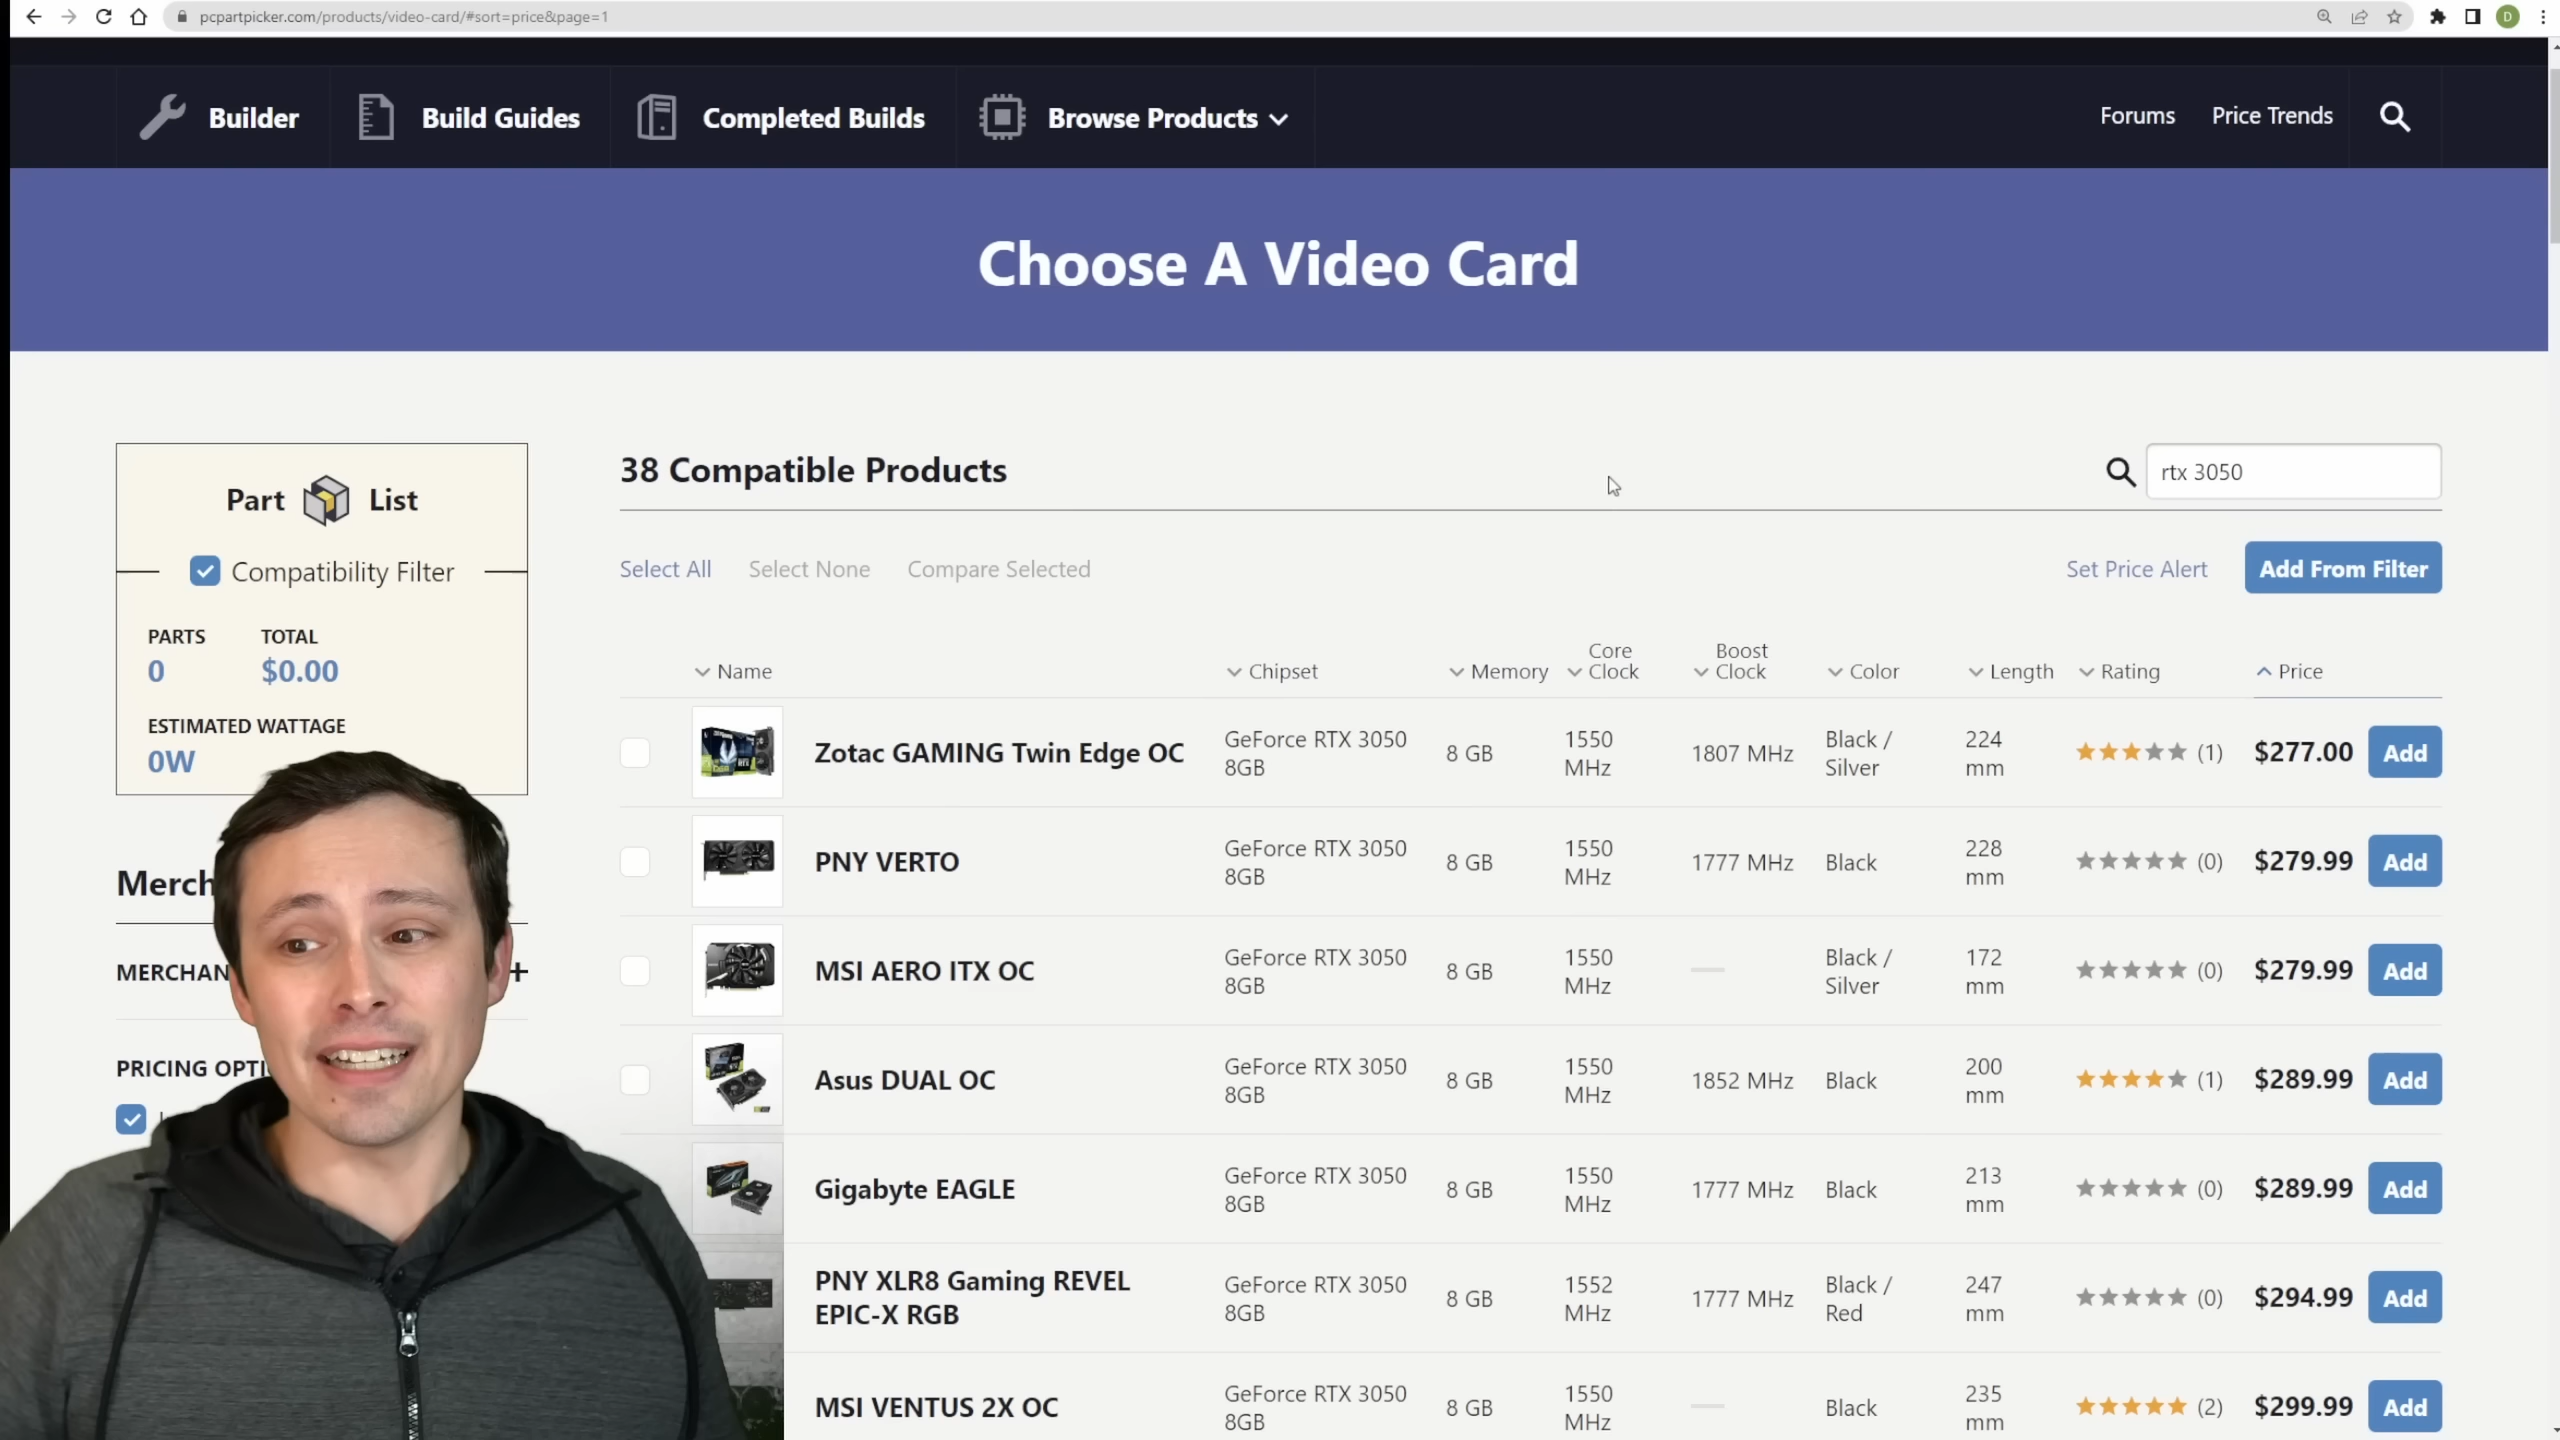 pcpartpicker.com/products/video-card/#sort=price&page=1
D
Builder
Build Guides
Completed Builds
Browse Products
Forums
Price Trends
Choose A Video Card
Part List
Compatibility Filter
PARTS TOTAL
0 $0.00
ESTIMATED WATTAGE
0W
Merch
MERCHAN +
PRICING OPTI
38 Compatible Products
rtx 3050
Select All Select None Compare Selected
Set Price Alert
Add From Filter
Name Chipset Memory Core Clock Boost Clock Color Length Rating Price
Zotac GAMING Twin Edge OC GeForce RTX 3050 8GB 8 GB 1550 MHz 1807 MHz Black / Silver 224 mm (1) $277.00 Add
PNY VERTO GeForce RTX 3050 8GB 8 GB 1550 MHz 1777 MHz Black 228 mm (0) $279.99 Add
MSI AERO ITX OC GeForce RTX 3050 8GB 8 GB 1550 MHz — Black / Silver 172 mm (0) $279.99 Add
Asus DUAL OC GeForce RTX 3050 8GB 8 GB 1550 MHz 1852 MHz Black 200 mm (1) $289.99 Add
Gigabyte EAGLE GeForce RTX 3050 8GB 8 GB 1550 MHz 1777 MHz Black 213 mm (0) $289.99 Add
PNY XLR8 Gaming REVEL EPIC-X RGB GeForce RTX 3050 8GB 8 GB 1552 MHz 1777 MHz Black / Red 247 mm (0) $294.99 Add
MSI VENTUS 2X OC GeForce RTX 3050 8GB 8 GB 1550 MHz — Black 235 mm (2) $299.99 Add